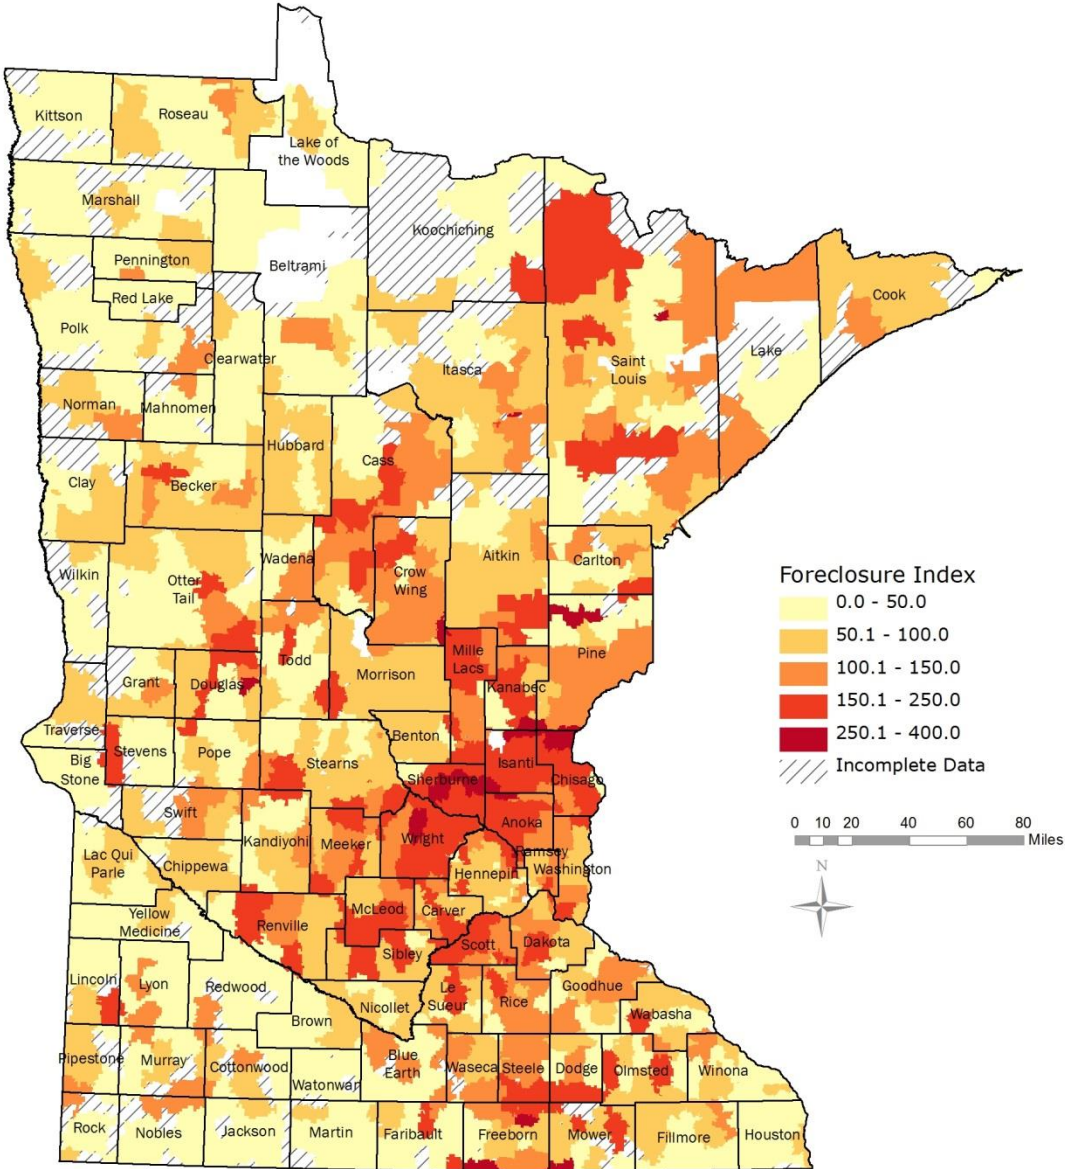 Kittson
Roseau
Lake of
the Woods
Marshall
Koochiching
Pennington
Beltrami
Red Lake
Cook
Polk
Clearwater
Itasca
Saint
Louis
Lake
Norman
Mahnomen
Hubbard
Cass
Clay
Becker
Wilkin
Otter
Tail
Wadena
Crow
Wing
Aitkin
Carlton
Foreclosure Index
0.0 - 50.0
50.1 - 100.0
100.1 - 150.0
150.1 - 250.0
250.1 - 400.0
Incomplete Data
Grant
Douglas
Todd
Morrison
Mille
Lacs
Kanabec
Pine
Traverse
Big
Stone
Stevens
Pope
Stearns
Benton
Sherburne
Isanti
Chisago
Swift
Kandiyohi
Meeker
Wright
Anoka
0 10 20 40 60 80
Miles
N
Lac Qui
Parle
Chippewa
Hennepin
Ramsey
Washington
Yellow
Medicine
Renville
McLeod
Carver
Sibley
Scott
Dakota
Lincoln
Lyon
Redwood
Nicollet
Le
Sueur
Rice
Goodhue
Wabasha
Brown
Pipestone
Murray
Cottonwood
Watonwan
Blue
Earth
Waseca
Steele
Dodge
Olmsted
Winona
Rock
Nobles
Jackson
Martin
Faribault
Freeborn
Mower
Fillmore
Houston